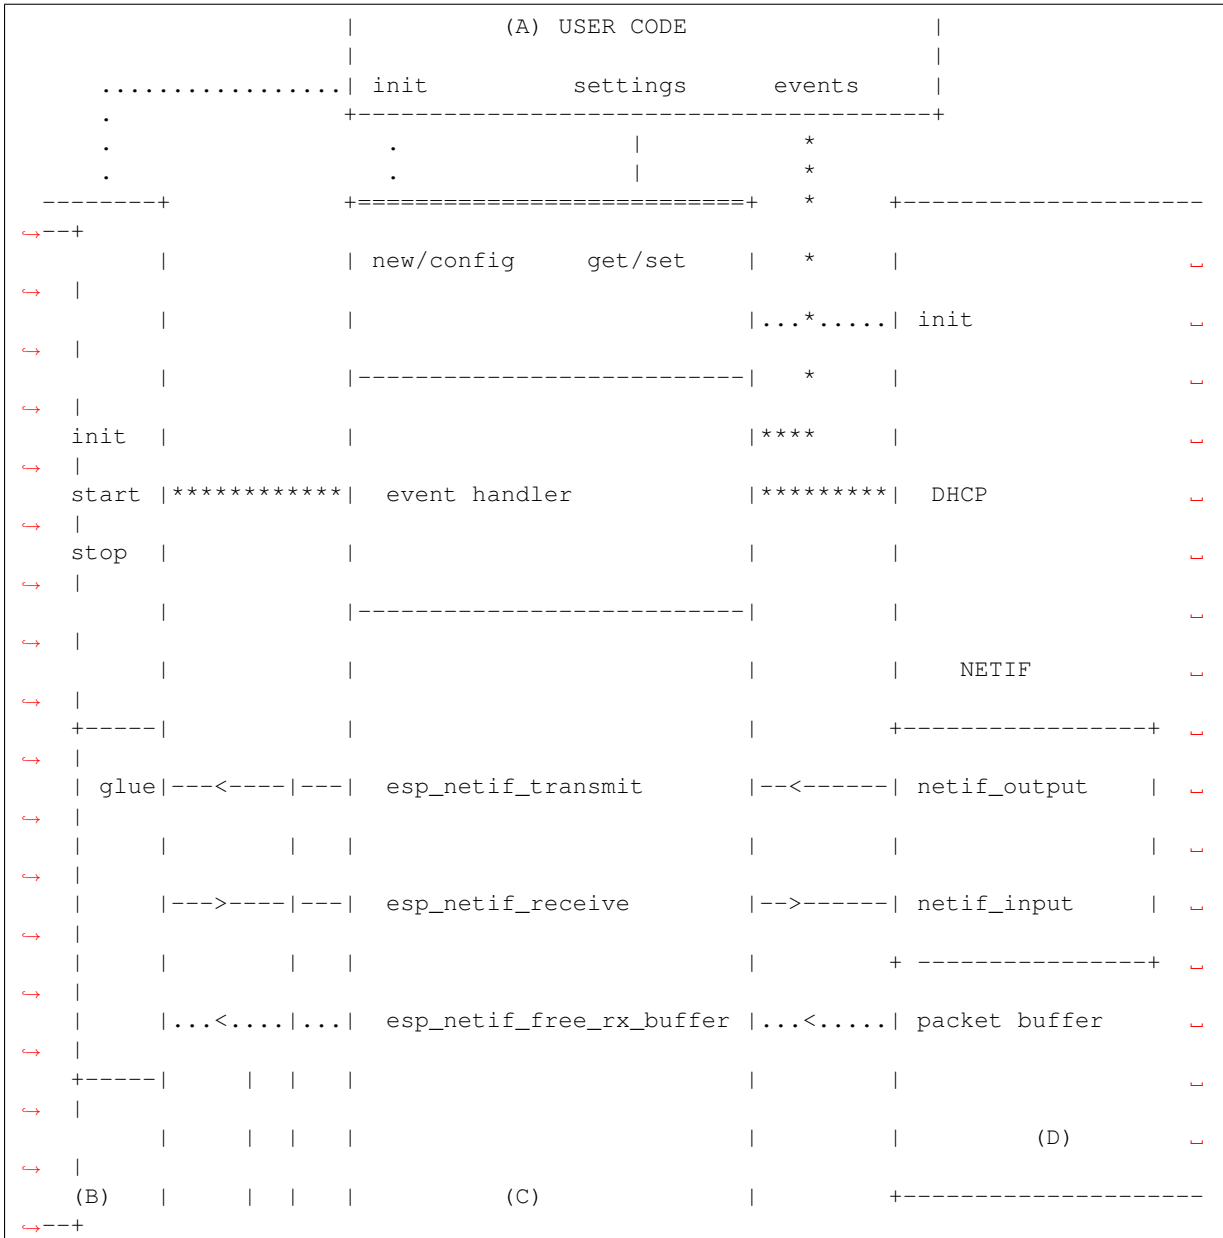 |          (A) USER CODE                 |
                       |                                        |
      .................| init          settings      events     |
      .                +----------------------------------------+
      .                   .                |           *
      .                   .                |           *
  --------+            +===========================+   *     +---------------------
↪--+
          |            | new/config     get/set    |   *     |                    ␣
↪  |
          |            |                           |...*.....| init               ␣
↪  |
          |            |---------------------------|   *     |                    ␣
↪  |
    init  |            |                           |****     |                    ␣
↪  |
    start |************|  event handler            |*********|  DHCP              ␣
↪  |
    stop  |            |                           |         |                    ␣
↪  |
          |            |---------------------------|         |                    ␣
↪  |
          |            |                           |         |    NETIF           ␣
↪  |
    +-----|            |                           |         +-----------------+  ␣
↪  |
    | glue|---<----|---|  esp_netif_transmit       |--<------| netif_output    |  ␣
↪  |
    |     |        |   |                           |         |                 |  ␣
↪  |
    |     |--->----|---|  esp_netif_receive        |-->------| netif_input     |  ␣
↪  |
    |     |        |   |                           |         + ----------------+  ␣
↪  |
    |     |...<....|...|  esp_netif_free_rx_buffer |...<.....| packet buffer      ␣
↪  |
    +-----|     |  |   |                           |         |                    ␣
↪  |
          |     |  |   |                           |         |         (D)        ␣
↪  |
    (B)   |     |  |   |          (C)              |         +---------------------
↪--+